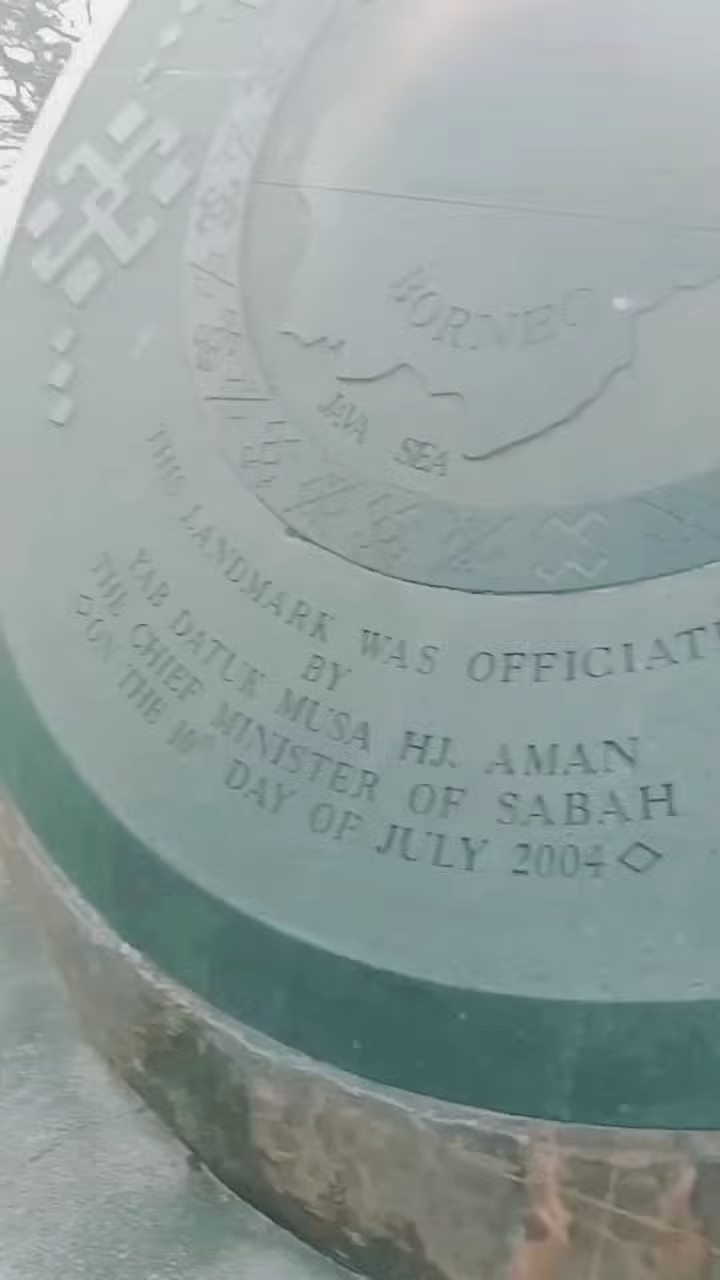 BORNEO
JAVA SEA
THIS LANDMARK WAS OFFICIAT
BY
YAB DATUK MUSA HJ. AMAN
THE CHIEF MINISTER OF SABAH
ON THE 10th DAY OF JULY 2004